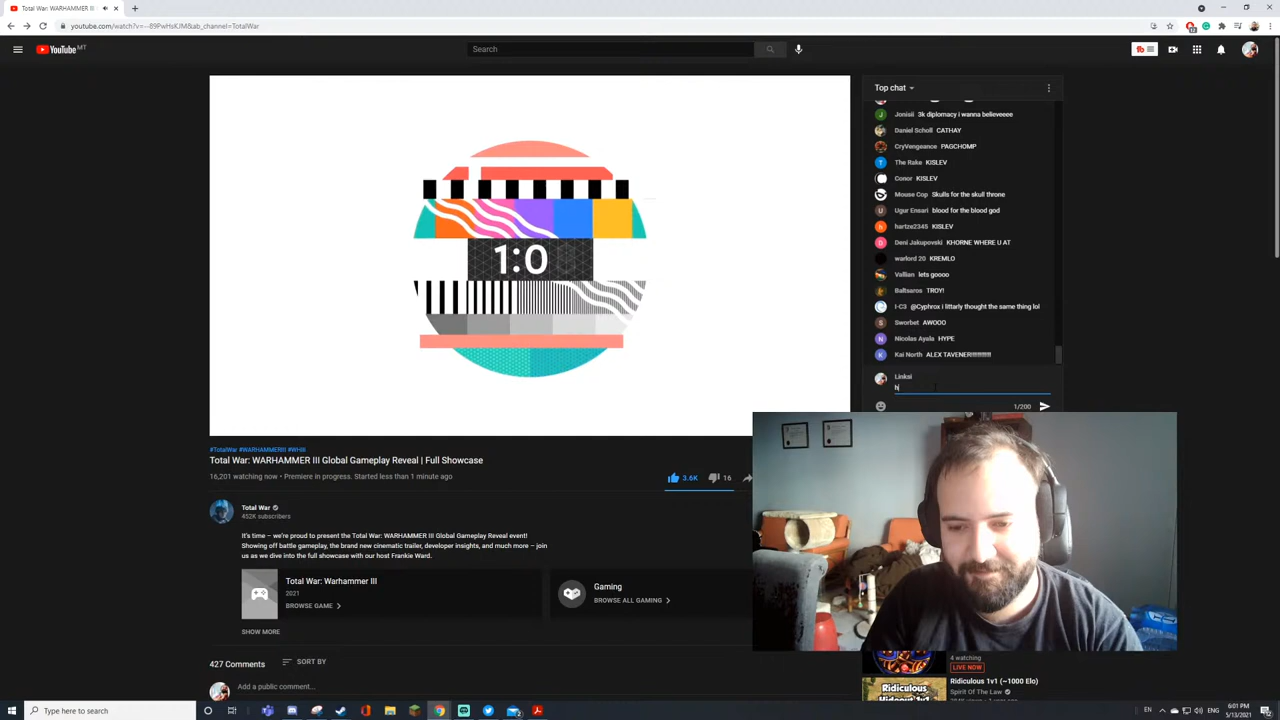 Total War: WARHAMMER III
youtube.com/watch?v=--89PwHsKJM&ab_channel=TotalWar
YouTube MT
Search
Top chat
Jonisii 3k diplomacy i wanna believeeee
Daniel Scholl CATHAY
CryVengeance PAGCHOMP
The Rake KISLEV
Conor KISLEV
Mouse Cop Skulls for the skull throne
Ugur Ensari blood for the blood god
hartze2345 KISLEV
Deni Jakupovski KHORNE WHERE U AT
warlord 20 KREMLO
Vallian lets goooo
Baltsaros TROY!
I-C3 @Cyphrox i littarly thought the same thing lol
Sworbet AWOOO
Nicolas Ayala HYPE
Kai North ALEX TAVENER!!!!!!!!!!!
Linksi
h
1/200
1:0
#TotalWar #WARHAMMERIII #WHIII
Total War: WARHAMMER III Global Gameplay Reveal | Full Showcase
16,201 watching now • Premiere in progress. Started less than 1 minute ago
3.6K
16
Total War
452K subscribers
It's time – we're proud to present the Total War: WARHAMMER III Global Gameplay Reveal event!
Showing off battle gameplay, the brand new cinematic trailer, developer insights, and much more – join
us as we dive into the full showcase with our host Frankie Ward.
Total War: Warhammer III
2021
BROWSE GAME
Gaming
BROWSE ALL GAMING
SHOW MORE
427 Comments
SORT BY
Add a public comment...
4 watching
LIVE NOW
Ridiculous 1v1 (~1000 Elo)
Spirit Of The Law
Ridiculous
Type here to search
EN
ENG
6:01 PM
5/13/2021